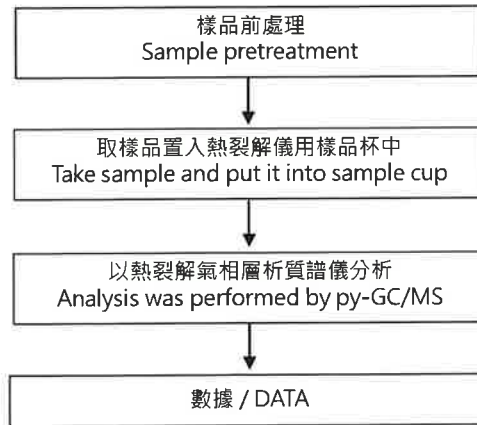 樣品前處理
Sample pretreatment
取樣品置入熱裂解儀用樣品杯中
Take sample and put it into sample cup
以熱裂解氣相層析質譜儀分析
Analysis was performed by py-GC/MS
數據 / DATA